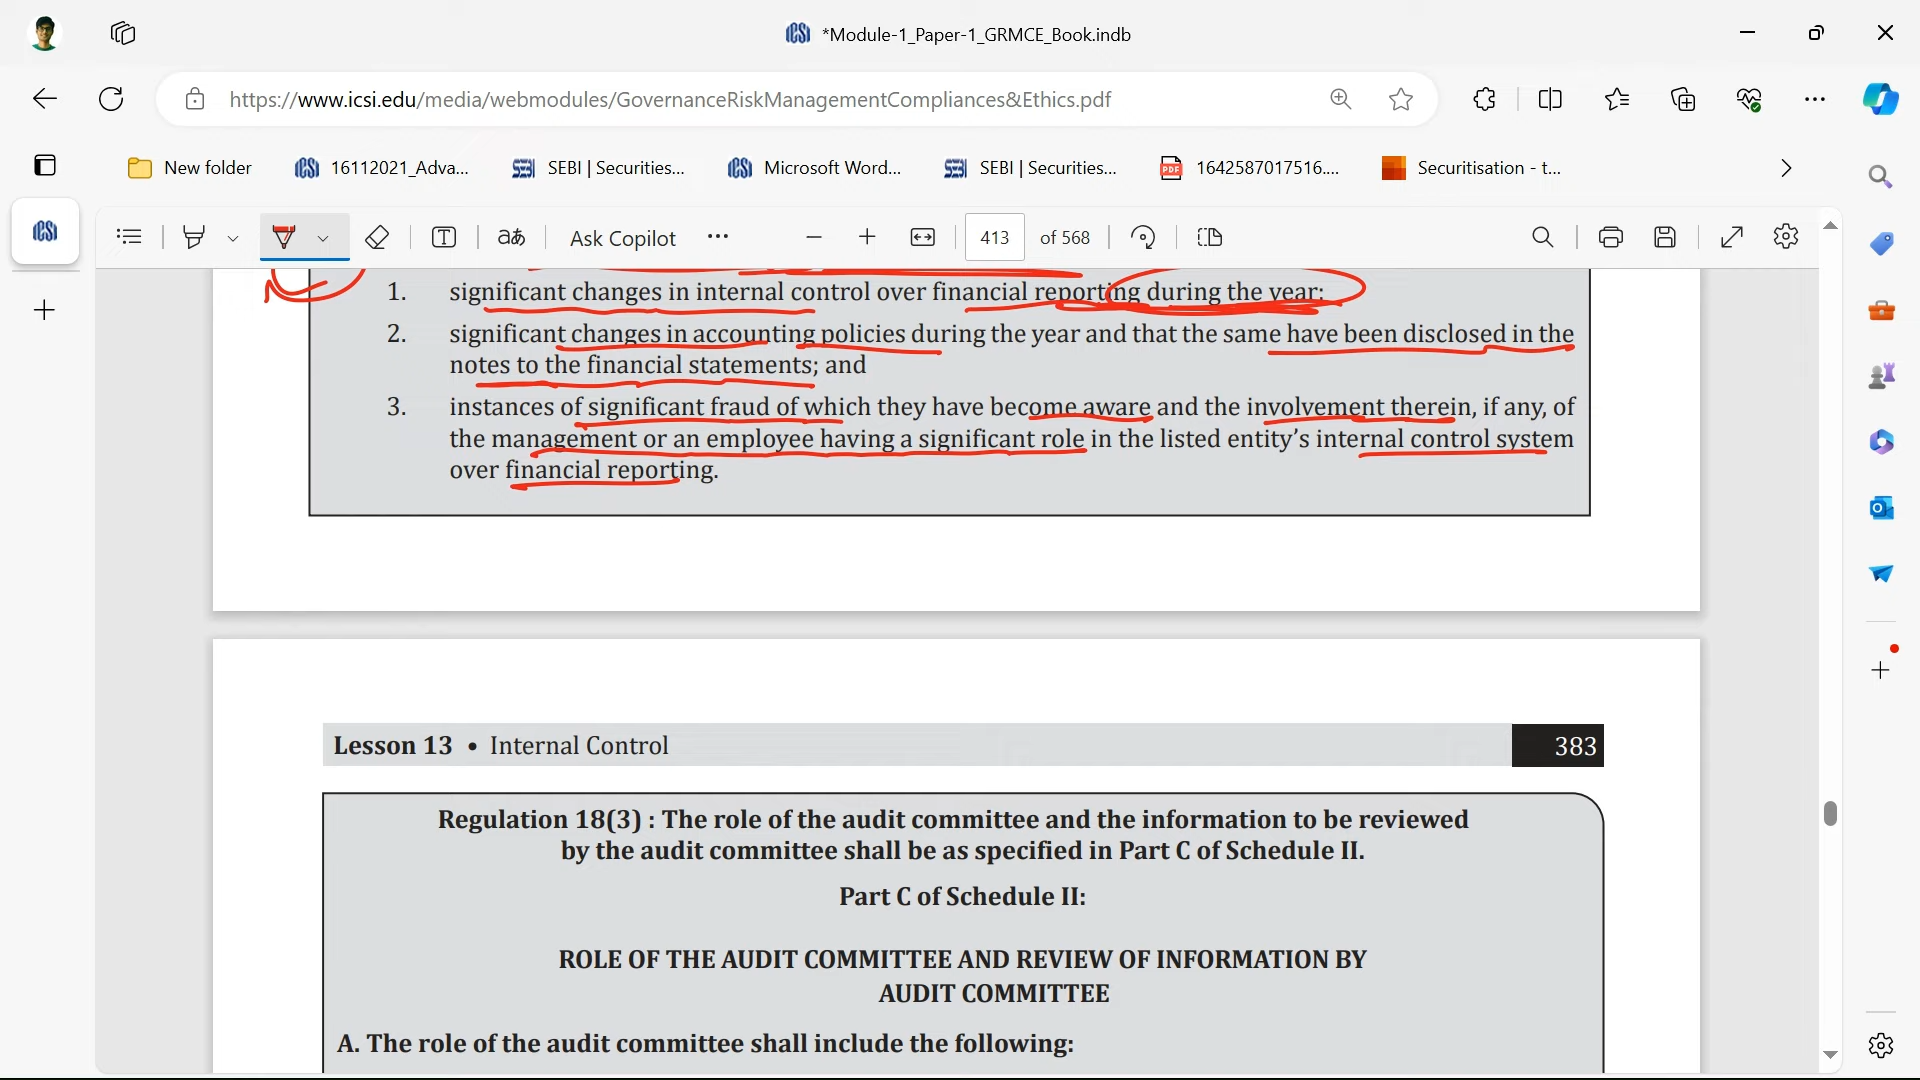 *Module-1_Paper-1_GRMCE_Book.indb
https://www.icsi.edu/media/webmodules/GovernanceRiskManagementCompliances&Ethics.pdf
New folder
16112021_Adva...
SEBI | Securities...
Microsoft Word...
SEBI | Securities...
1642587017516....
Securitisation - t...
Ask Copilot
413 of 568
1. significant changes in internal control over financial reporting during the year;
2. significant changes in accounting policies during the year and that the same have been disclosed in the
notes to the financial statements; and
3. instances of significant fraud of which they have become aware and the involvement therein, if any, of
the management or an employee having a significant role in the listed entity’s internal control system
over financial reporting.
Lesson 13 • Internal Control 383
Regulation 18(3) : The role of the audit committee and the information to be reviewed
by the audit committee shall be as specified in Part C of Schedule II.
Part C of Schedule II:
ROLE OF THE AUDIT COMMITTEE AND REVIEW OF INFORMATION BY
AUDIT COMMITTEE
A. The role of the audit committee shall include the following: